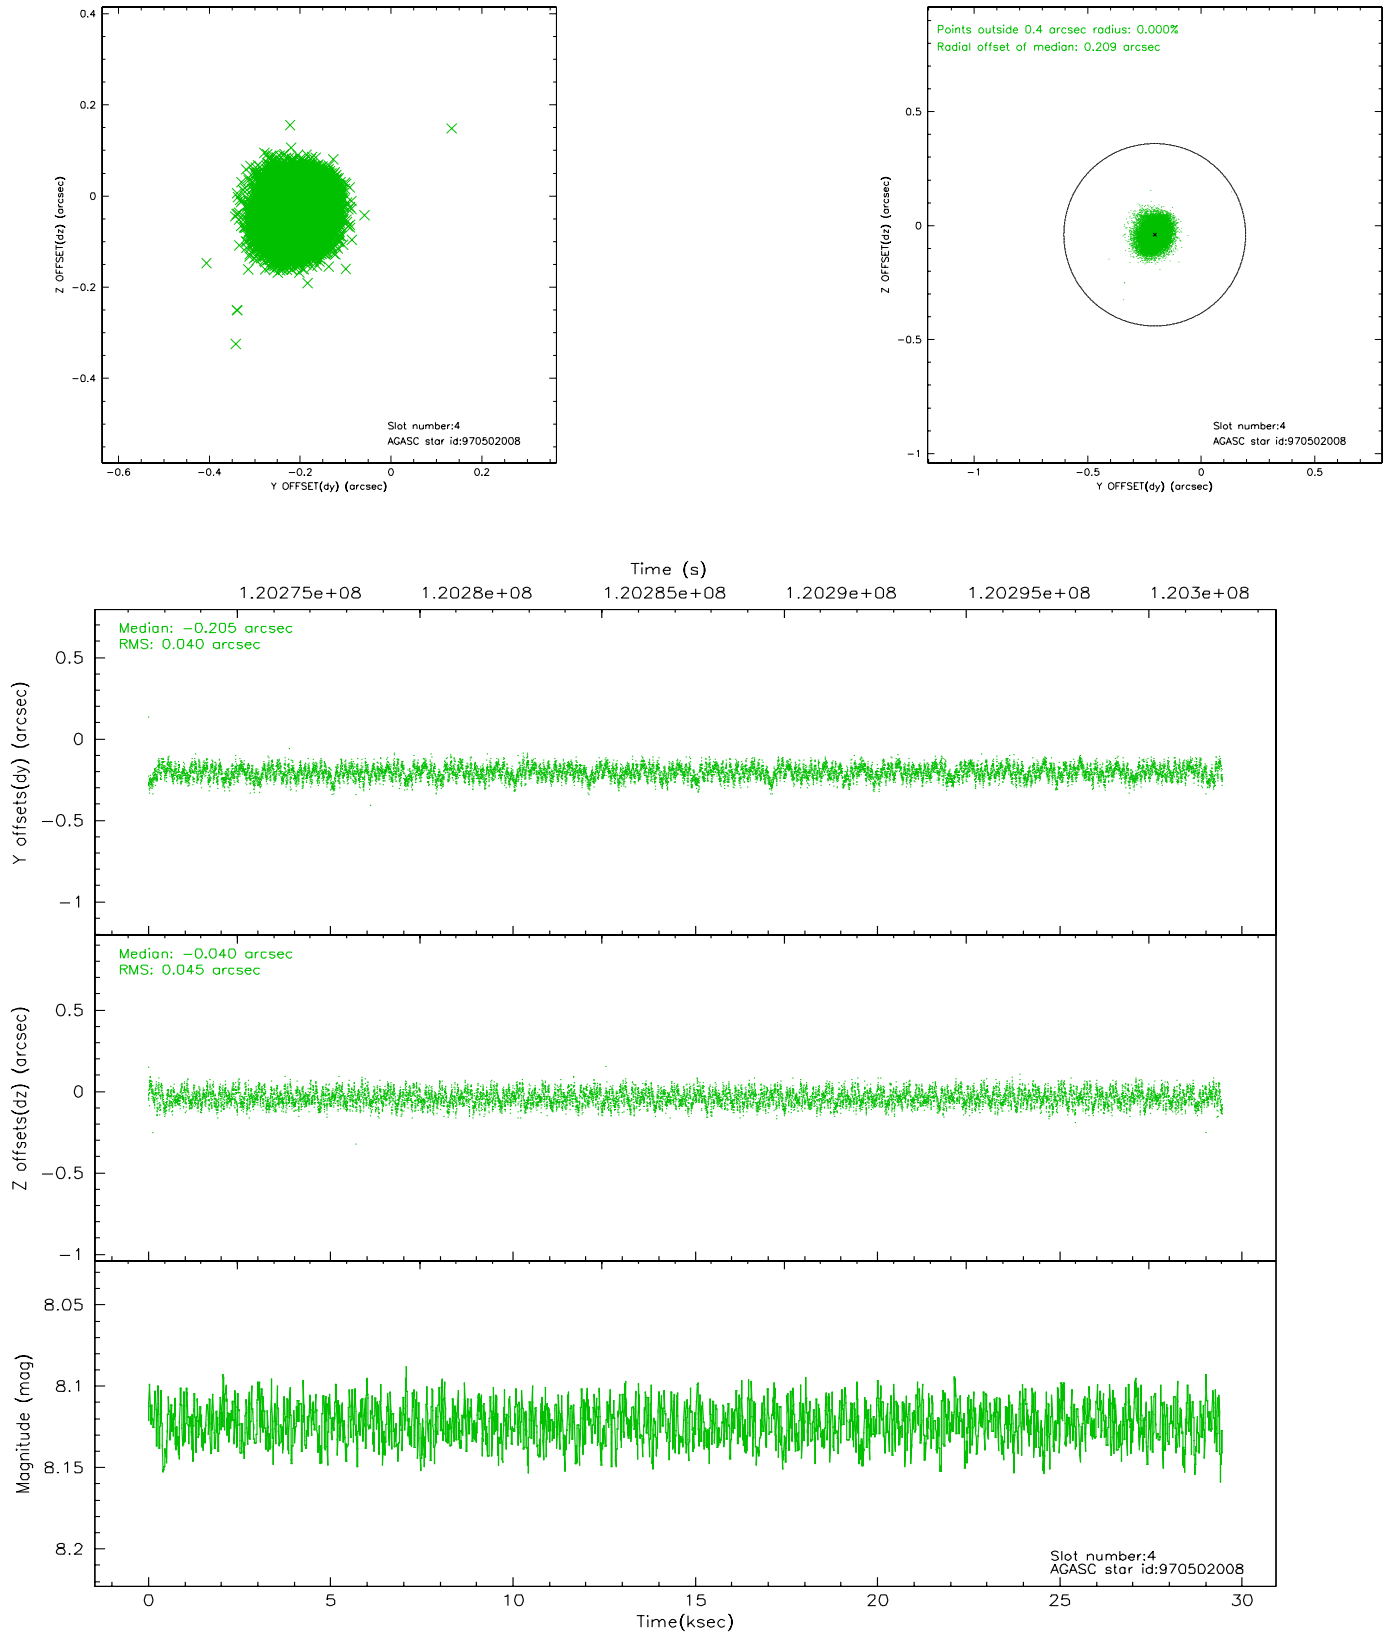 0.4
0.2
0
−0.2
−0.4
Z OFFSET(dz) (arcsec)
Slot number:4
AGASC star id:970502008
−0.6 −0.4 −0.2 0 0.2
Y OFFSET(dy) (arcsec)
Points outside 0.4 arcsec radius: 0.000%
Radial offset of median: 0.209 arcsec
0.5
0
−0.5
−1
Z OFFSET(dz) (arcsec)
Slot number:4
AGASC star id:970502008
−1 −0.5 0 0.5
Y OFFSET(dy) (arcsec)
Time (s)
1.20275e+08 1.2028e+08 1.20285e+08 1.2029e+08 1.20295e+08 1.203e+08
Median: −0.205 arcsec
RMS: 0.040 arcsec
0.5
0
−0.5
−1
Y offsets(dy) (arcsec)
Median: −0.040 arcsec
RMS: 0.045 arcsec
0.5
0
−0.5
−1
Z offsets(dz) (arcsec)
8.05
8.1
8.15
8.2
Magnitude (mag)
Slot number:4
AGASC star id:970502008
0 5 10 15 20 25 30
Time(ksec)